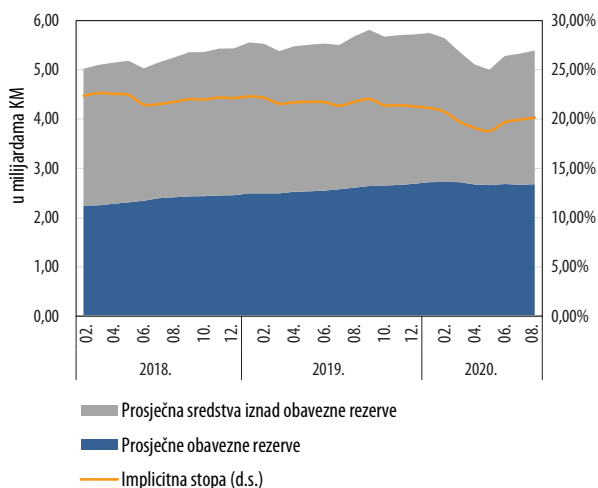 u milijardama KM
6,00
5,00
4,00
3,00
2,00
1,00
0,00
30,00%
25,00%
20,00%
15,00%
10,00%
5,00%
0,00%
02. 04. 06. 08. 10. 12. 02. 04. 06. 08. 10. 12. 02. 04. 06. 08.
2018. 2019. 2020.
Prosječna sredstva iznad obavezne rezerve
Prosječne obavezne rezerve
Implicitna stopa (d.s.)